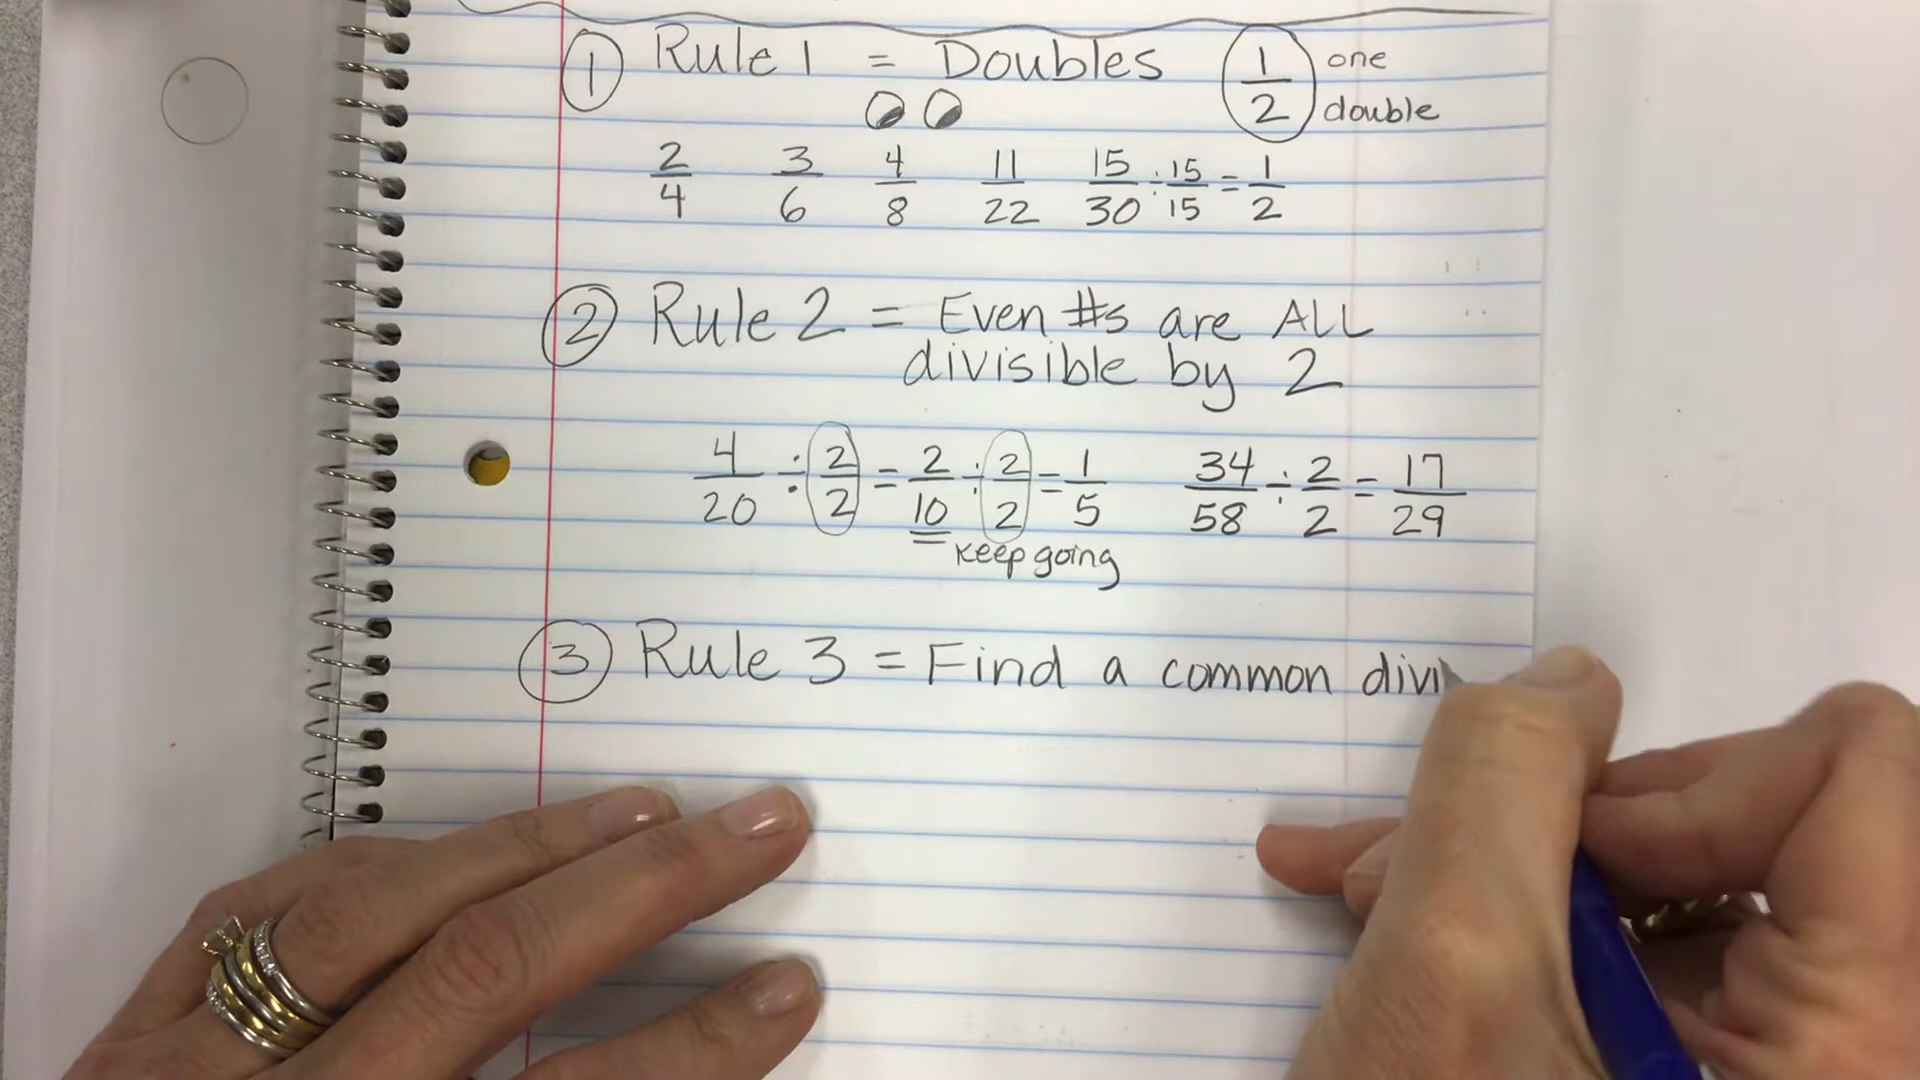 ① Rule 1 = Doubles 1/2 one double
2/4 3/6 4/8 11/22 15/30 ÷ 15/15 = 1/2
② Rule 2 = Even #s are ALL
divisible by 2
4/20 ÷ 2/2 = 2/10 ÷ 2/2 = 1/5 34/58 ÷ 2/2 = 17/29
keep going
③ Rule 3 = Find a common divi